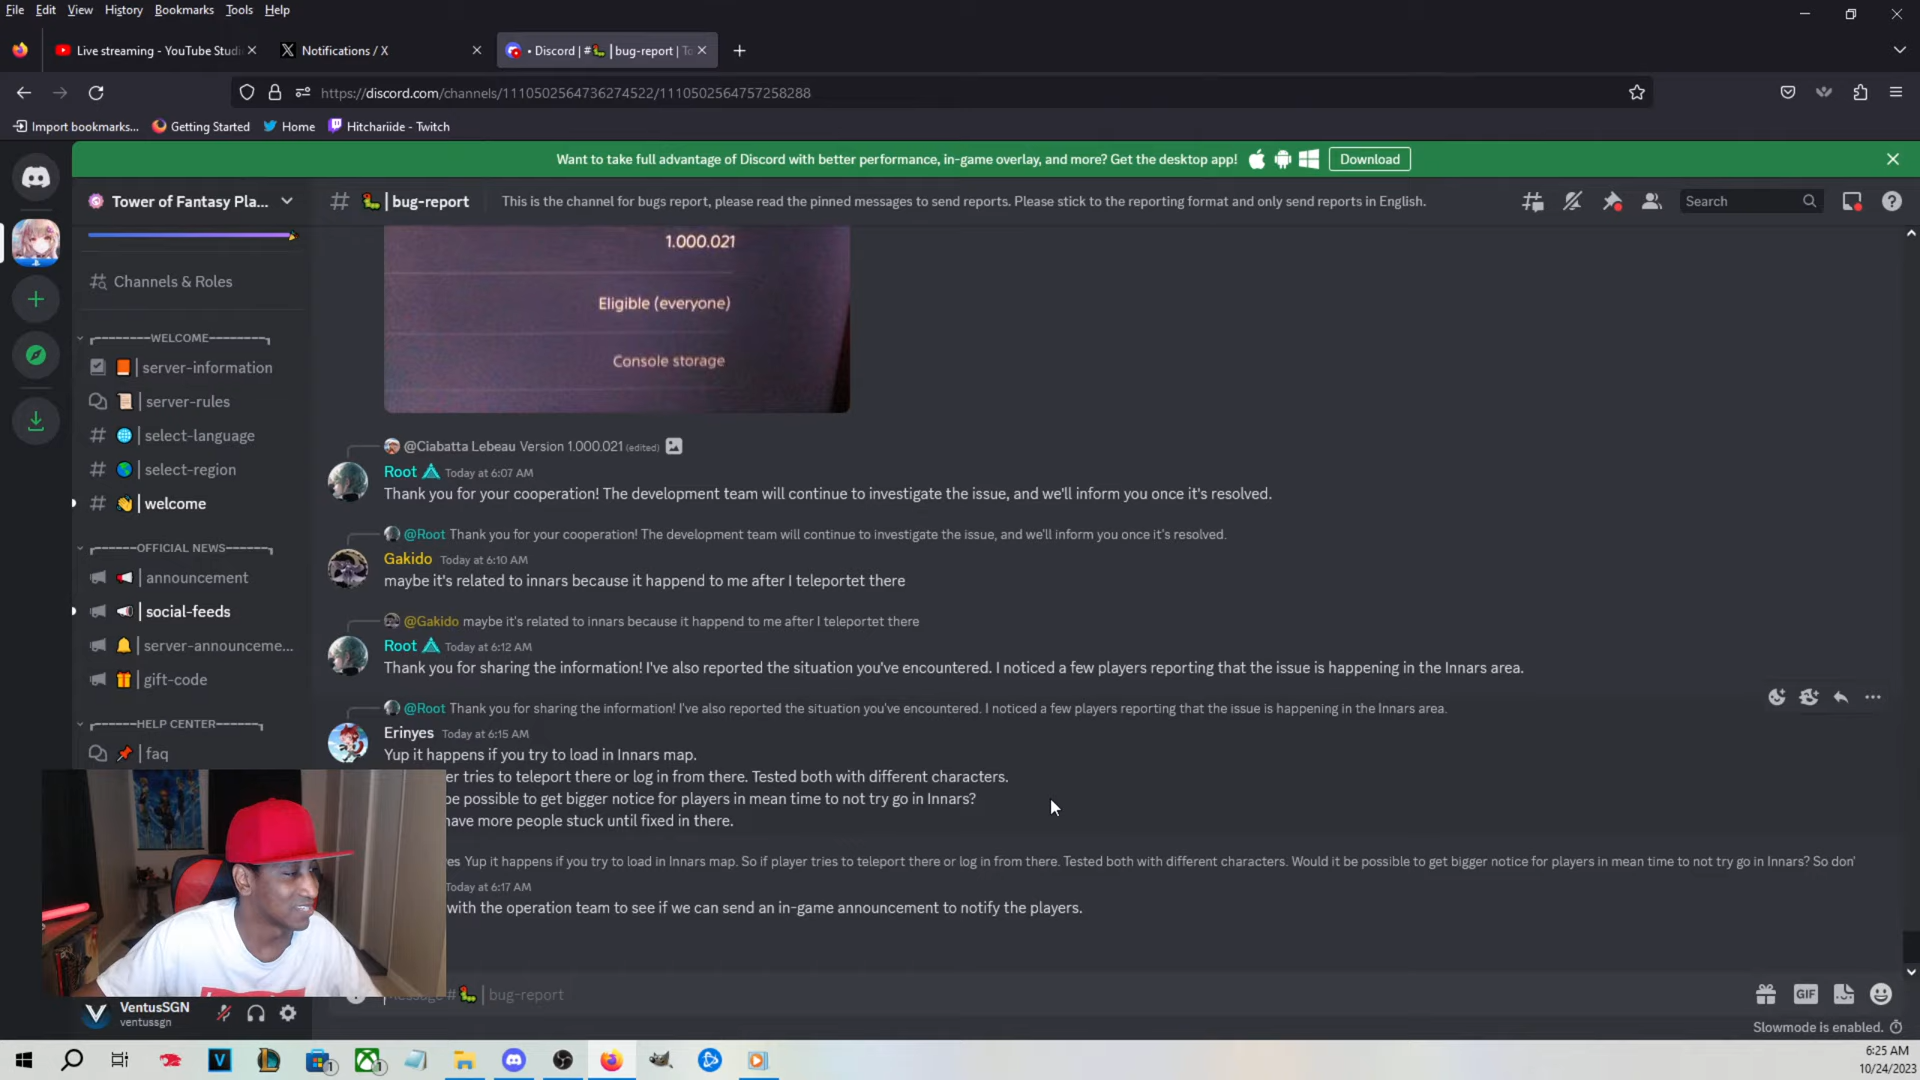 File Edit View History Bookmarks Tools Help
Live streaming - YouTube Studi
Notifications / X
• Discord | # | bug-report | To
https://discord.com/channels/1110502564736274522/1110502564757258288
Import bookmarks... Getting Started Home Hitchariide - Twitch
Want to take full advantage of Discord with better performance, in-game overlay, and more? Get the desktop app! Download
Tower of Fantasy Pla...
# | bug-report This is the channel for bugs report, please read the pinned messages to send reports. Please stick to the reporting format and only send reports in English.
Search
Channels & Roles
WELCOME
| server-information
| server-rules
# | select-language
# | select-region
# | welcome
OFFICIAL NEWS
| announcement
| social-feeds
| server-announceme...
| gift-code
HELP CENTER
| faq
1.000.021
Eligible (everyone)
Console storage
@Ciabatta Lebeau Version 1.000.021 (edited)
Root Today at 6:07 AM
Thank you for your cooperation! The development team will continue to investigate the issue, and we'll inform you once it's resolved.
@Root Thank you for your cooperation! The development team will continue to investigate the issue, and we'll inform you once it's resolved.
Gakido Today at 6:10 AM
maybe it's related to innars because it happend to me after I teleportet there
@Gakido maybe it's related to innars because it happend to me after I teleportet there
Root Today at 6:12 AM
Thank you for sharing the information! I've also reported the situation you've encountered. I noticed a few players reporting that the issue is happening in the Innars area.
@Root Thank you for sharing the information! I've also reported the situation you've encountered. I noticed a few players reporting that the issue is happening in the Innars area.
Erinyes Today at 6:15 AM
Yup it happens if you try to load in Innars map.
er tries to teleport there or log in from there. Tested both with different characters.
be possible to get bigger notice for players in mean time to not try go in Innars?
have more people stuck until fixed in there.
es Yup it happens if you try to load in Innars map. So if player tries to teleport there or log in from there. Tested both with different characters. Would it be possible to get bigger notice for players in mean time to not try go in Innars? So don'
Today at 6:17 AM
with the operation team to see if we can send an in-game announcement to notify the players.
# | bug-report
GIF
Slowmode is enabled.
VentusSGN
ventussgn
6:25 AM
10/24/2023